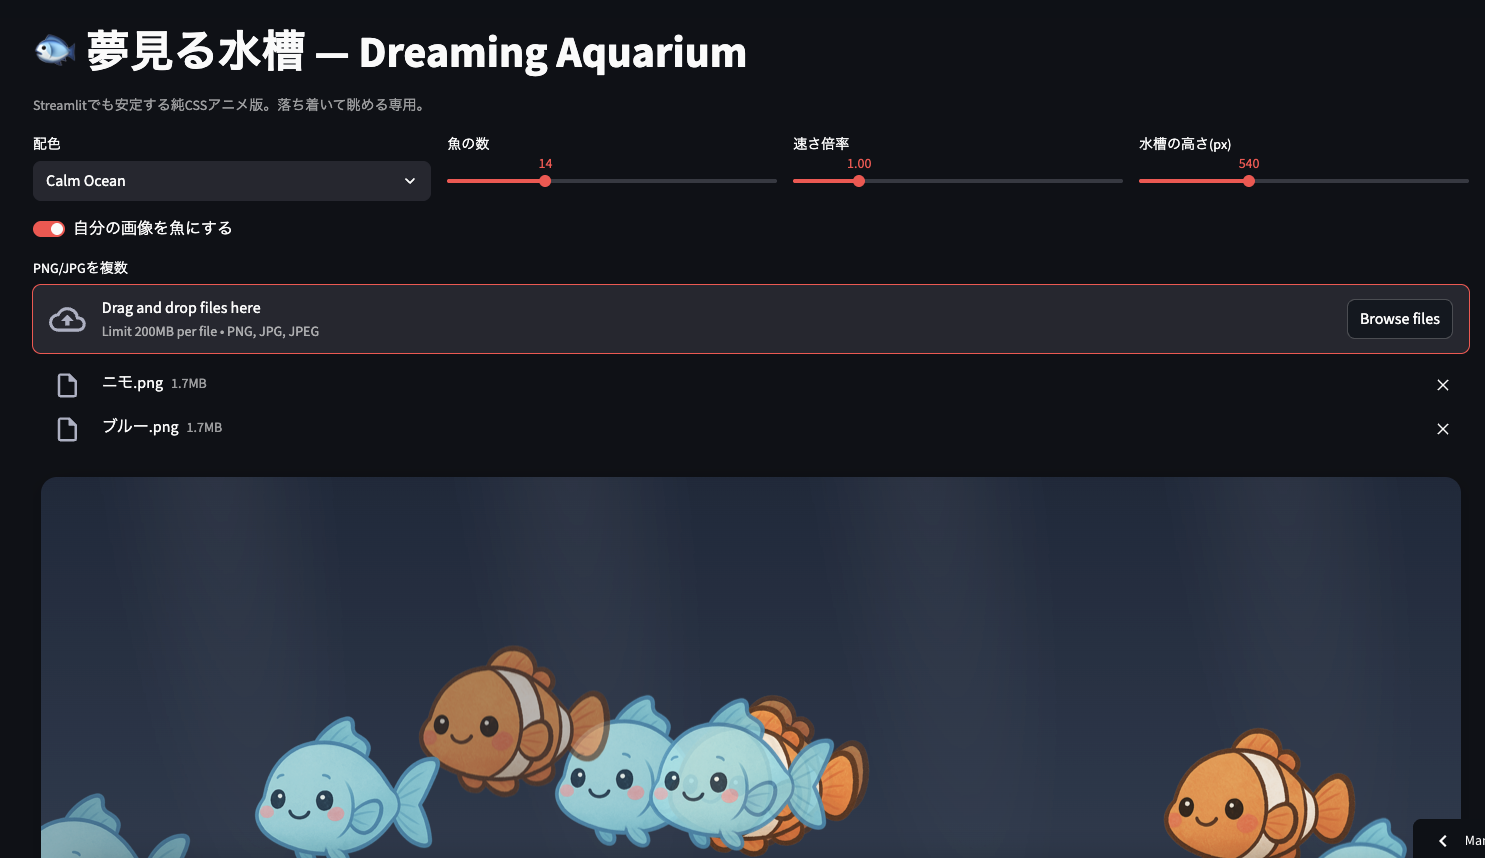 夢見る水槽 — Dreaming Aquarium
Streamlitでも安定する純CSSアニメ版。落ち着いて眺める専用。
配色
魚の数
速さ倍率
水槽の高さ(px)
14
1.00
540
Calm Ocean
自分の画像を魚にする
PNG/JPGを複数
Drag and drop files here
Limit 200MB per file • PNG, JPG, JPEG
Browse files
ニモ.png 1.7MB
ブルー.png 1.7MB